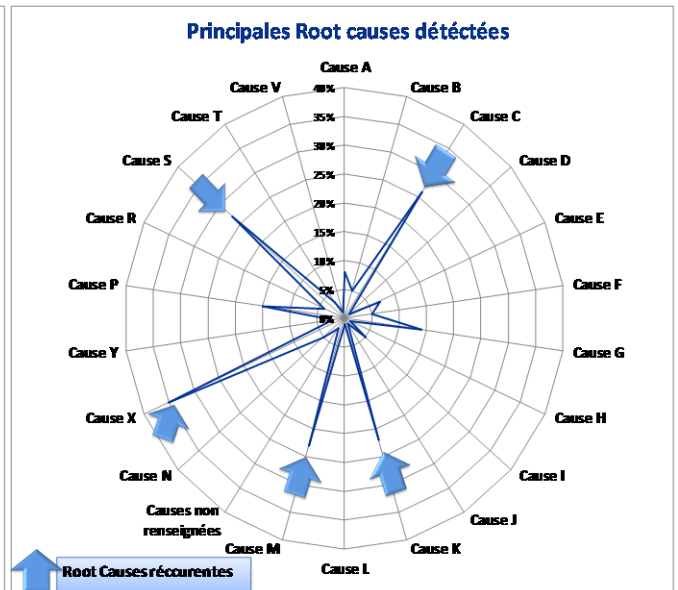 Principales Root causes détéctées
Cause A
Cause B
Cause C
Cause D
Cause E
Cause F
Cause G
Cause H
Cause I
Cause J
Cause K
Cause L
Cause M
Causes non
renseignées
Cause N
Cause X
Cause Y
Cause P
Cause R
Cause S
Cause T
Cause V
40%
35%
30%
25%
20%
15%
10%
5%
0%
Root Causes réccurentes